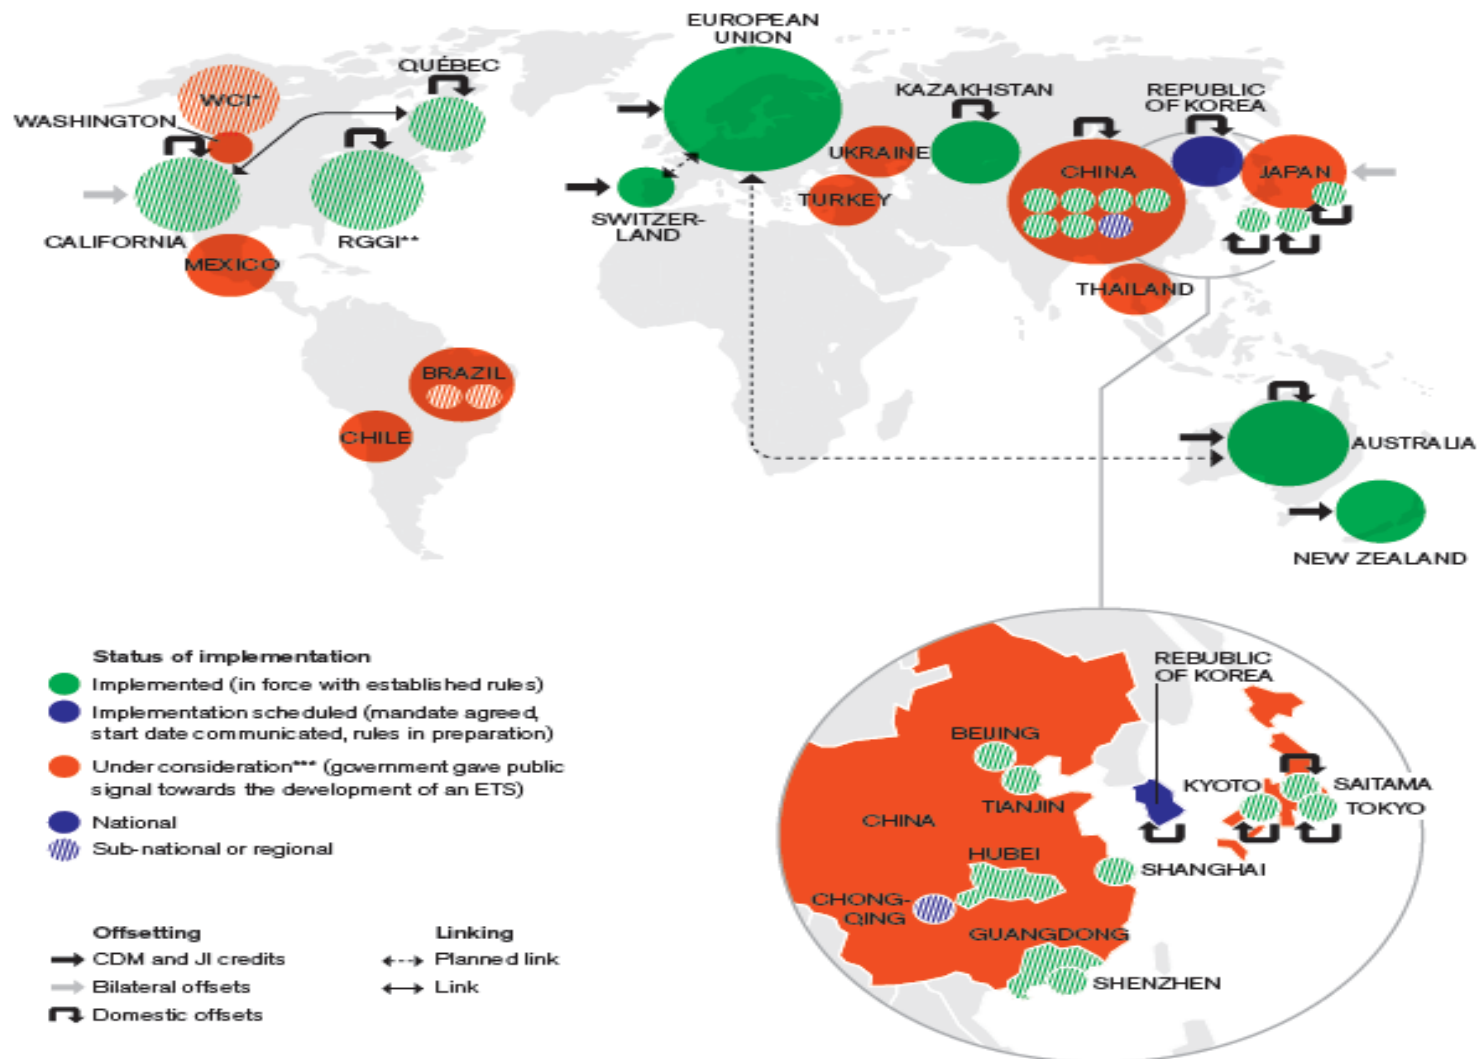 EUROPEAN
UNION
QUÉBEC
WCI*
WASHINGTON
KAZAKHSTAN
REPUBLIC
OF KOREA
UKRAINE
CHINA
JAPAN
TURKEY
SWITZER-
LAND
CALIFORNIA
RGGI**
MEXICO
THAILAND
BRAZIL
CHILE
AUSTRALIA
NEW ZEALAND
Status of implementation
Implemented (in force with established rules)
Implementation scheduled (mandate agreed,
start date communicated, rules in preparation)
Under consideration*** (government gave public
signal towards the development of an ETS)
National
Sub-national or regional
Offsetting
CDM and JI credits
Bilateral offsets
Domestic offsets
Linking
Planned link
Link
REBUBLIC
OF KOREA
BEIJING
TIANJIN
KYOTO
SAITAMA
TOKYO
CHINA
HUBEI
SHANGHAI
CHONG-
QING
GUANGDONG
SHENZHEN